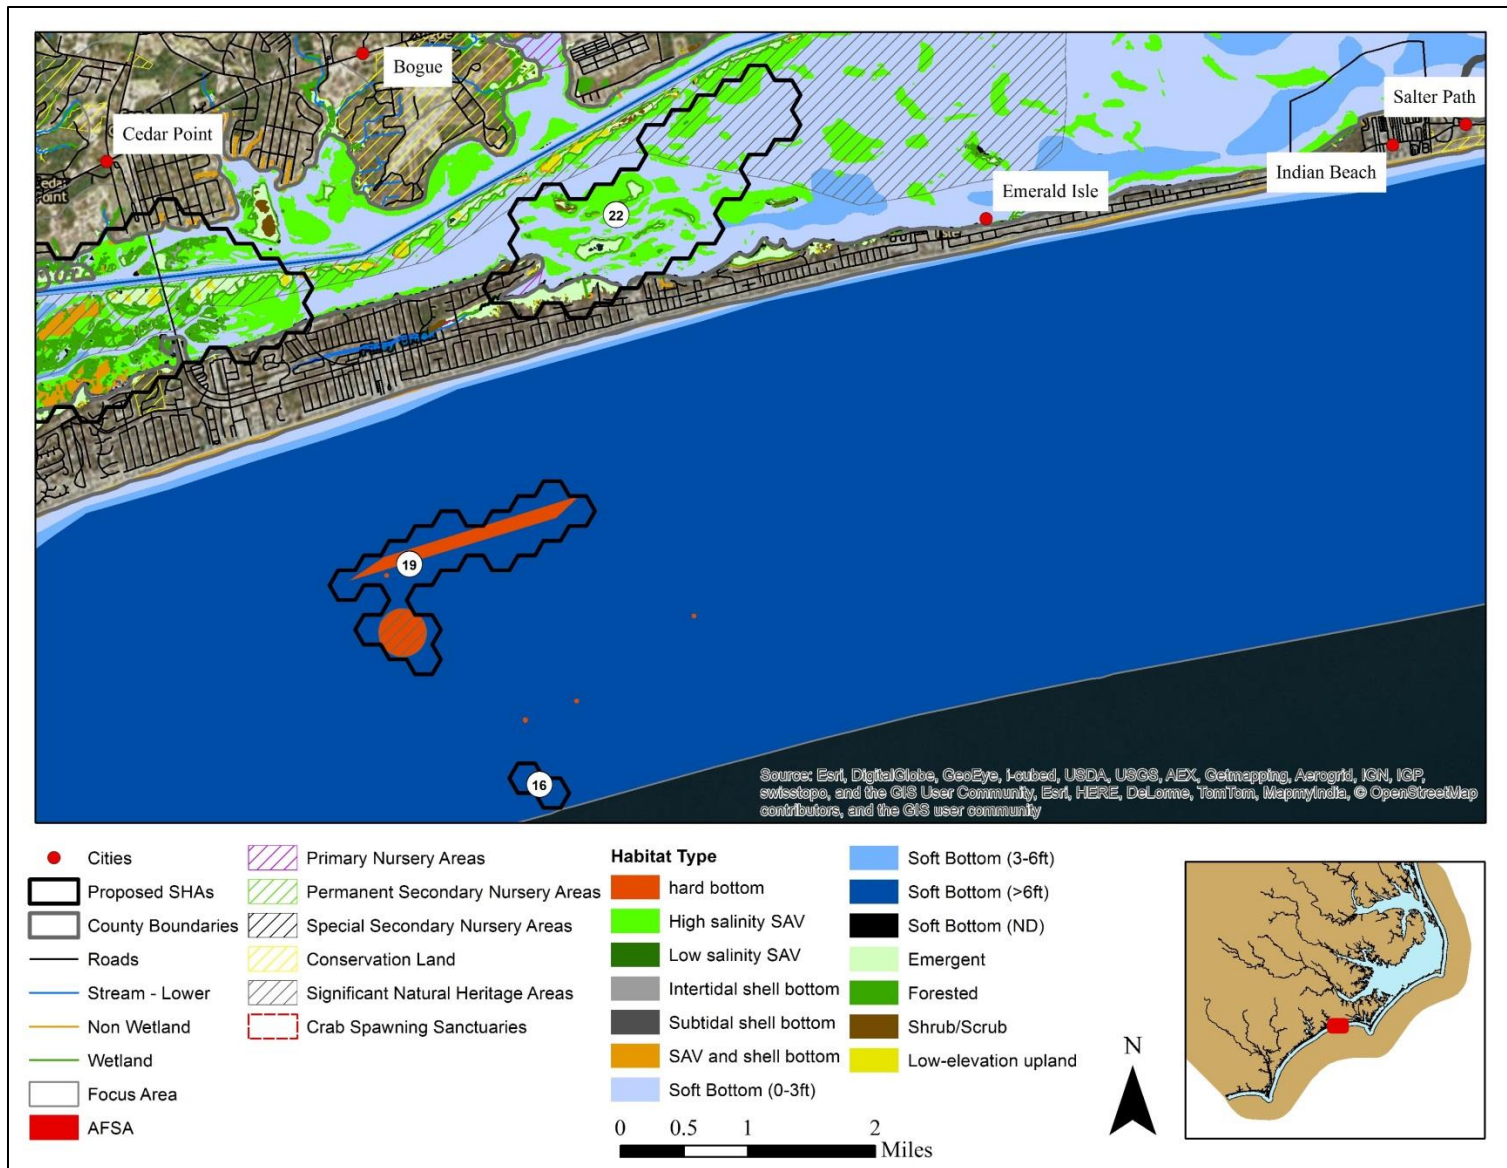 Bogue
Cedar Point
Salter Path
Indian Beach
Emerald Isle
22
19
16
Source: Esri, DigitalGlobe, GeoEye, i-cubed, USDA, USGS, AEX, Getmapping, Aerogrid, IGN, IGP,
swisstopo, and the GIS User Community, Esri, HERE, DeLorme, TomTom, MapmyIndia, © OpenStreetMap
contributors, and the GIS user community
Cities
Proposed SHAs
County Boundaries
Roads
Stream - Lower
Non Wetland
Wetland
Focus Area
AFSA
Primary Nursery Areas
Permanent Secondary Nursery Areas
Special Secondary Nursery Areas
Conservation Land
Significant Natural Heritage Areas
Crab Spawning Sanctuaries
Habitat Type
hard bottom
High salinity SAV
Low salinity SAV
Intertidal shell bottom
Subtidal shell bottom
SAV and shell bottom
Soft Bottom (0-3ft)
Soft Bottom (3-6ft)
Soft Bottom (>6ft)
Soft Bottom (ND)
Emergent
Forested
Shrub/Scrub
Low-elevation upland
0 0.5 1 2
Miles
N